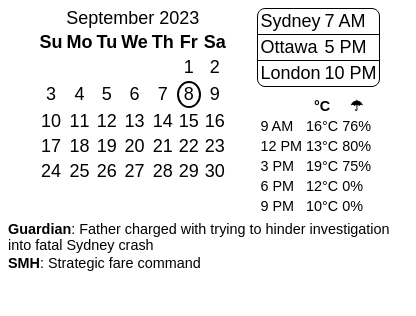 September 2023
Su Mo Tu We Th Fr Sa
1 2
3 4 5 6 7 8 9
10 11 12 13 14 15 16
17 18 19 20 21 22 23
24 25 26 27 28 29 30
Sydney 7 AM
Ottawa 5 PM
London 10 PM
°C ☂
9 AM 16°C 76%
12 PM 13°C 80%
3 PM 19°C 75%
6 PM 12°C 0%
9 PM 10°C 0%
Guardian: Father charged with trying to hinder investigation
into fatal Sydney crash
SMH: Strategic fare command